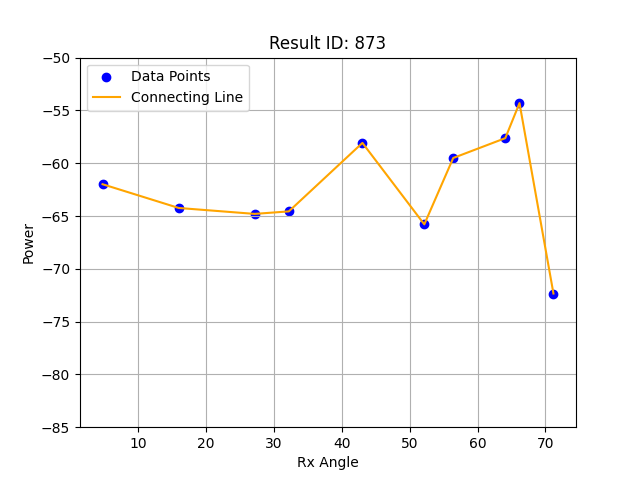 Result ID: 873
Data Points
Connecting Line
−50
−55
−60
−65
−70
−75
−80
−85
Power
10 20 30 40 50 60 70
Rx Angle